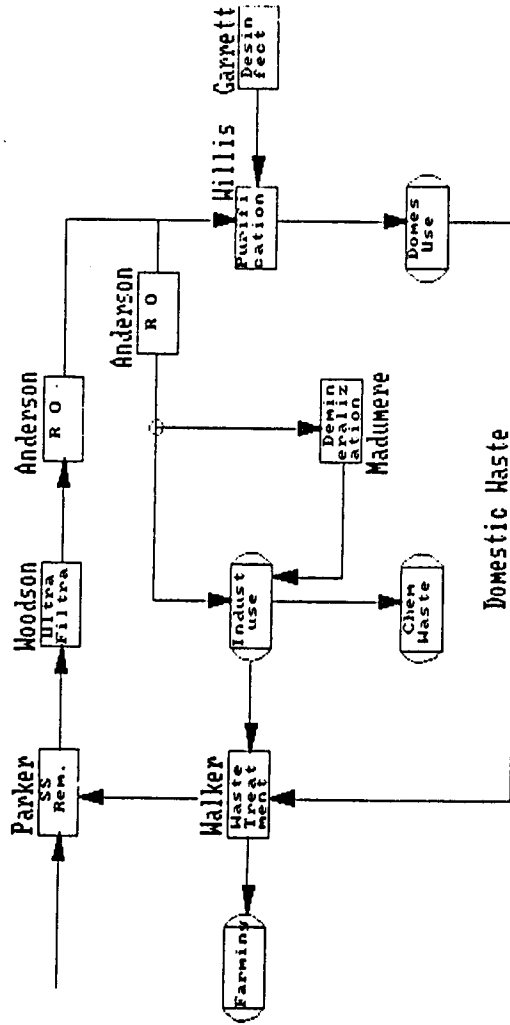 Parker
SS
Rem.
Woodson
Ultra
Filtra
Anderson
R O
Anderson
R O
Willis
Purifi
cation
Garrett
Desin
fect
Walker
Waste
Treat
ment
Farming
Indust
use
Demin
eraliz
ation
Madumere
Chem
Waste
Domes
Use
Domestic Waste